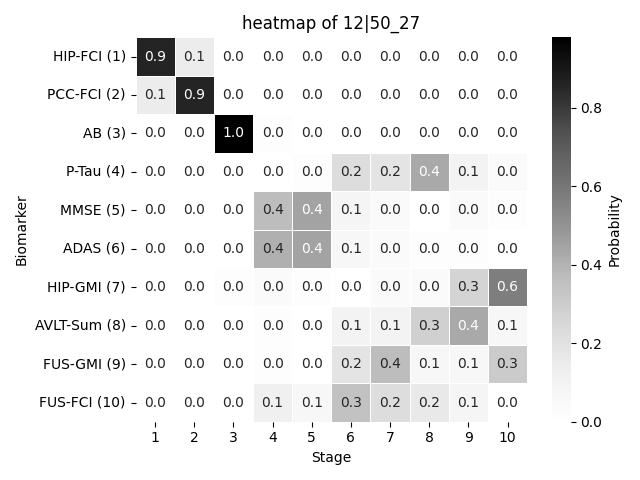 heatmap of 12|50_27
HIP-FCI (1) 0.9 0.1 0.0 0.0 0.0 0.0 0.0 0.0 0.0 0.0
PCC-FCI (2) 0.1 0.9 0.0 0.0 0.0 0.0 0.0 0.0 0.0 0.0
AB (3) 0.0 0.0 1.0 0.0 0.0 0.0 0.0 0.0 0.0 0.0
P-Tau (4) 0.0 0.0 0.0 0.0 0.0 0.2 0.2 0.4 0.1 0.0
MMSE (5) 0.0 0.0 0.0 0.4 0.4 0.1 0.0 0.0 0.0 0.0
ADAS (6) 0.0 0.0 0.0 0.4 0.4 0.1 0.0 0.0 0.0 0.0
HIP-GMI (7) 0.0 0.0 0.0 0.0 0.0 0.0 0.0 0.0 0.3 0.6
AVLT-Sum (8) 0.0 0.0 0.0 0.0 0.0 0.1 0.1 0.3 0.4 0.1
FUS-GMI (9) 0.0 0.0 0.0 0.0 0.0 0.2 0.4 0.1 0.1 0.3
FUS-FCI (10) 0.0 0.0 0.0 0.1 0.1 0.3 0.2 0.2 0.1 0.0
1 2 3 4 5 6 7 8 9 10
Stage
Biomarker
0.8
0.6
0.4
0.2
0.0
Probability